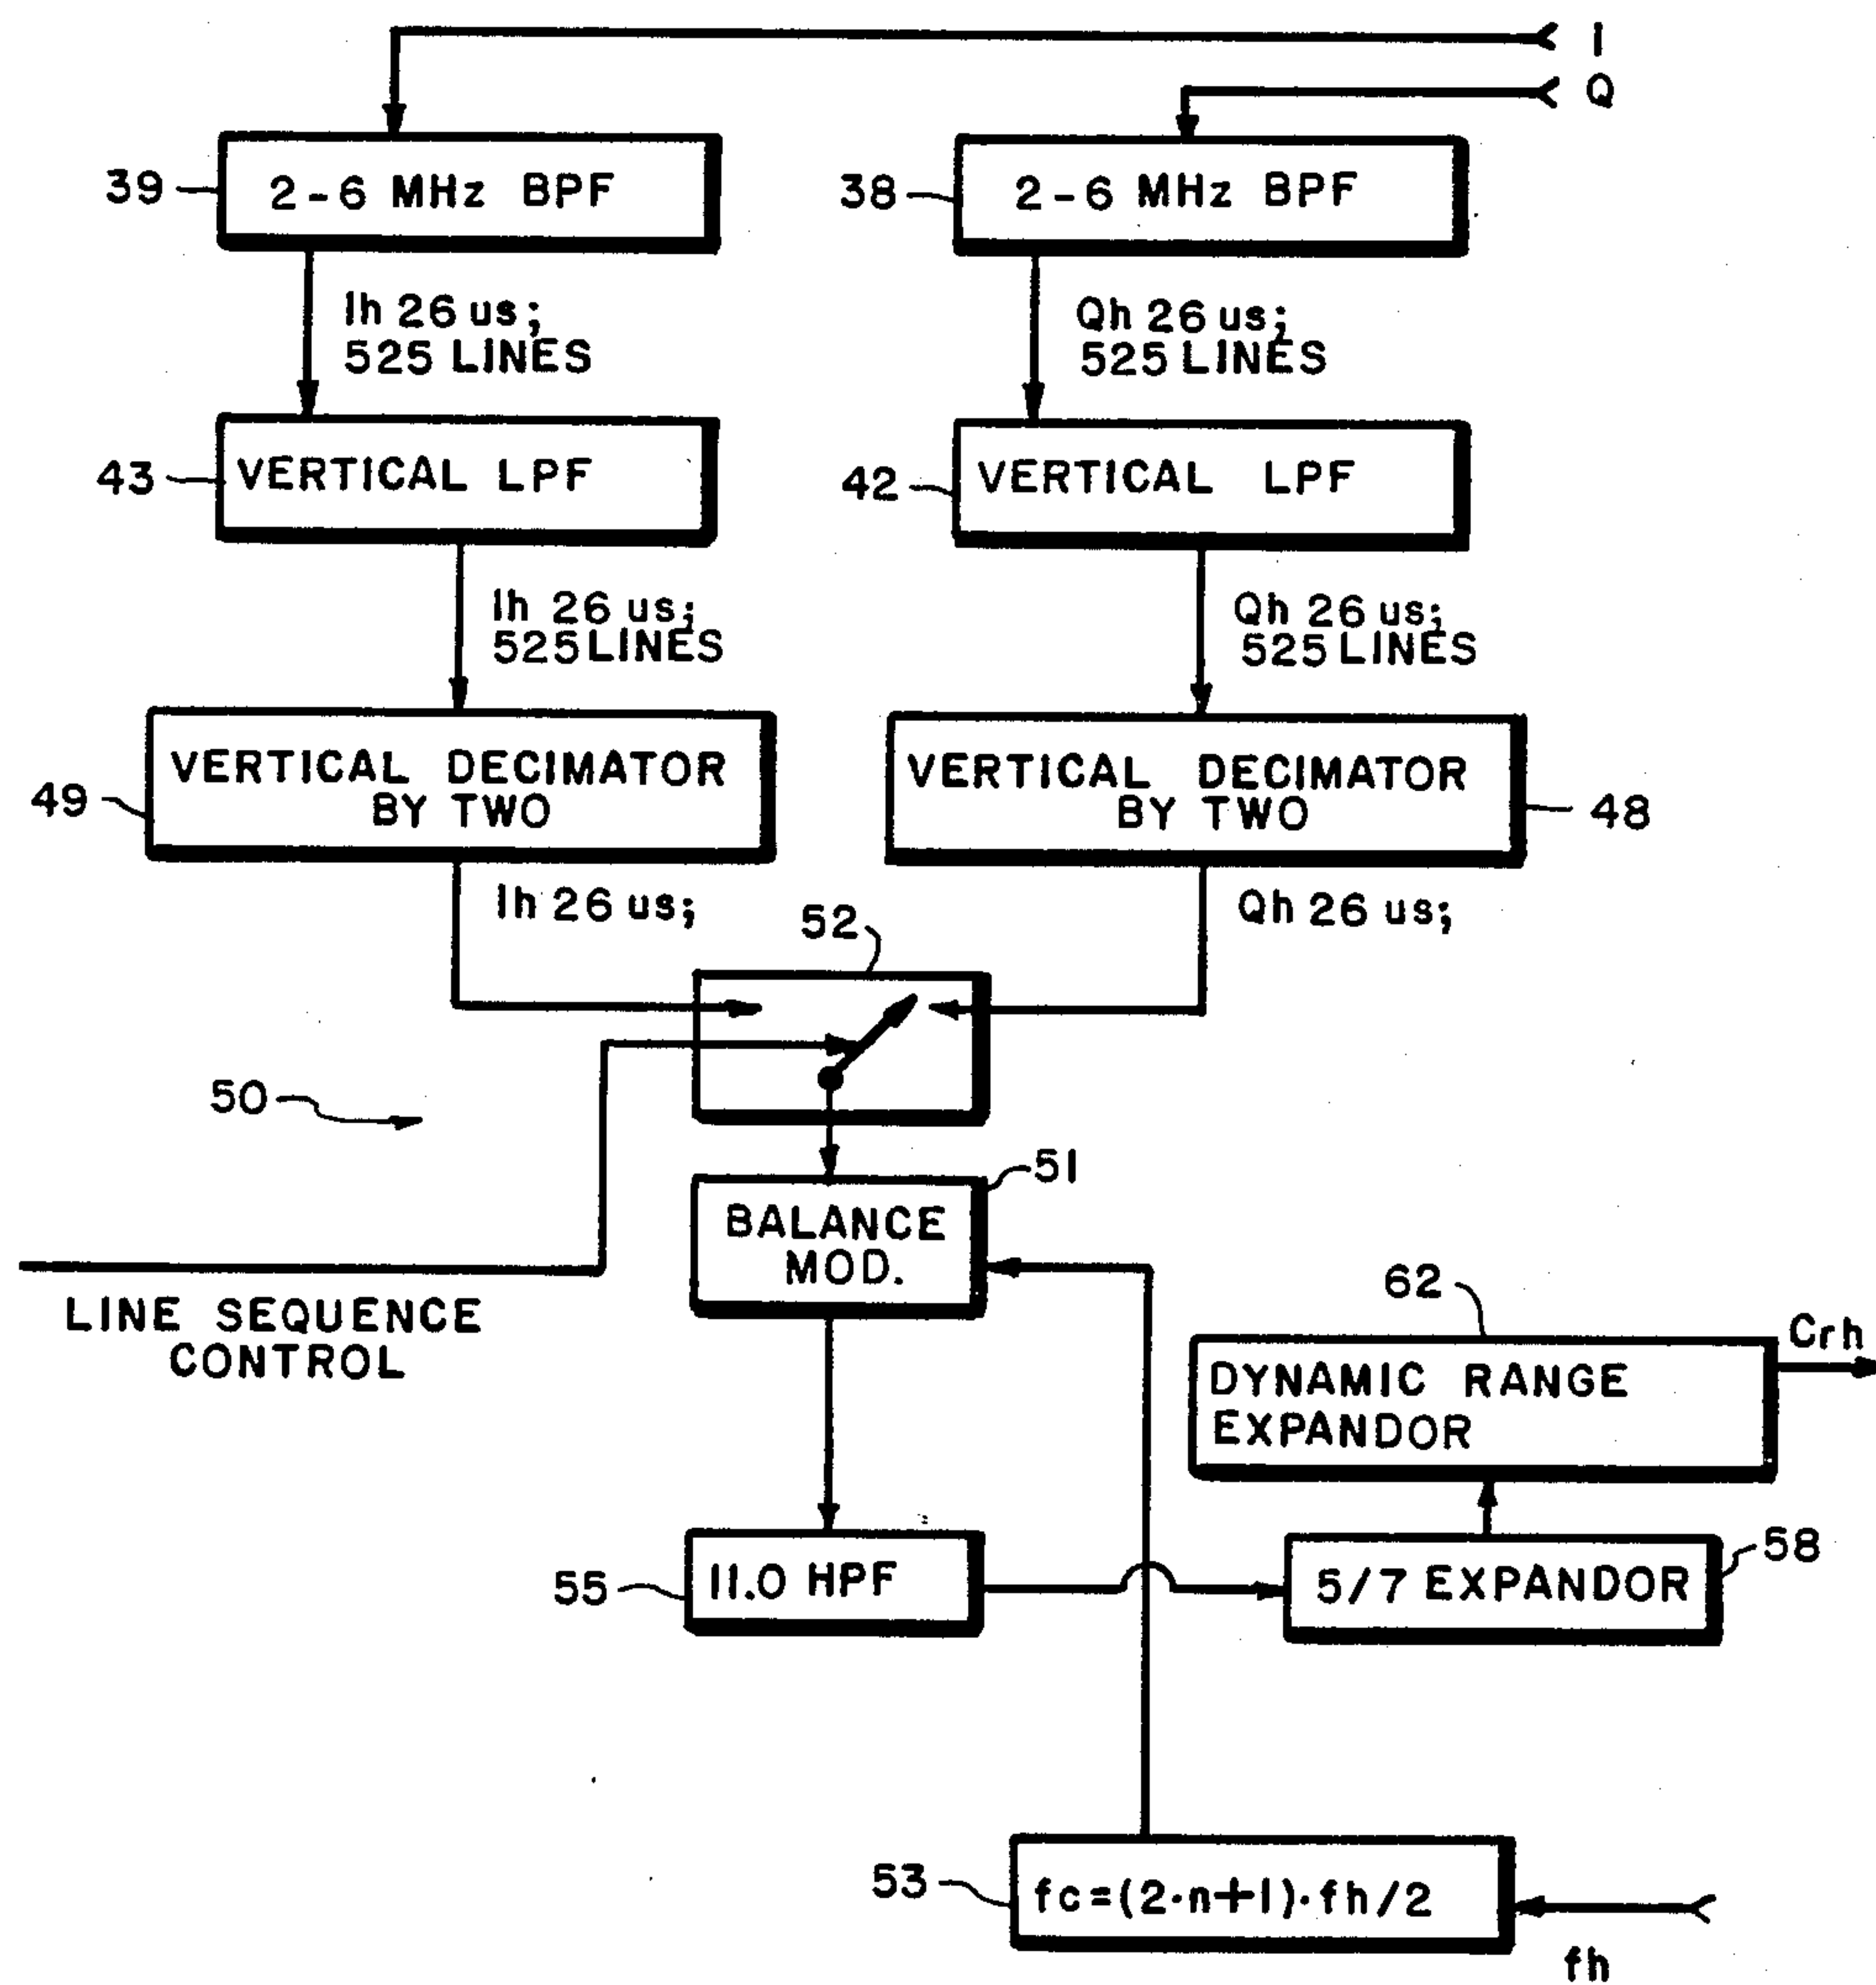 I
Q
39
2-6 MHz BPF
38
2-6 MHz BPF
Ih 26 us;
525 LINES
Qh 26 us;
525 LINES
43
VERTICAL LPF
42
VERTICAL LPF
Ih 26 us;
525 LINES
Qh 26 us;
525 LINES
49
VERTICAL DECIMATOR
BY TWO
VERTICAL DECIMATOR
BY TWO
48
Ih 26 us;
Qh 26 us;
52
50
51
BALANCE
MOD.
LINE SEQUENCE
CONTROL
62
Crh
DYNAMIC RANGE
EXPANDOR
55
11.0 HPF
5/7 EXPANDOR
58
53
fc=(2·n+1)·fh/2
fh